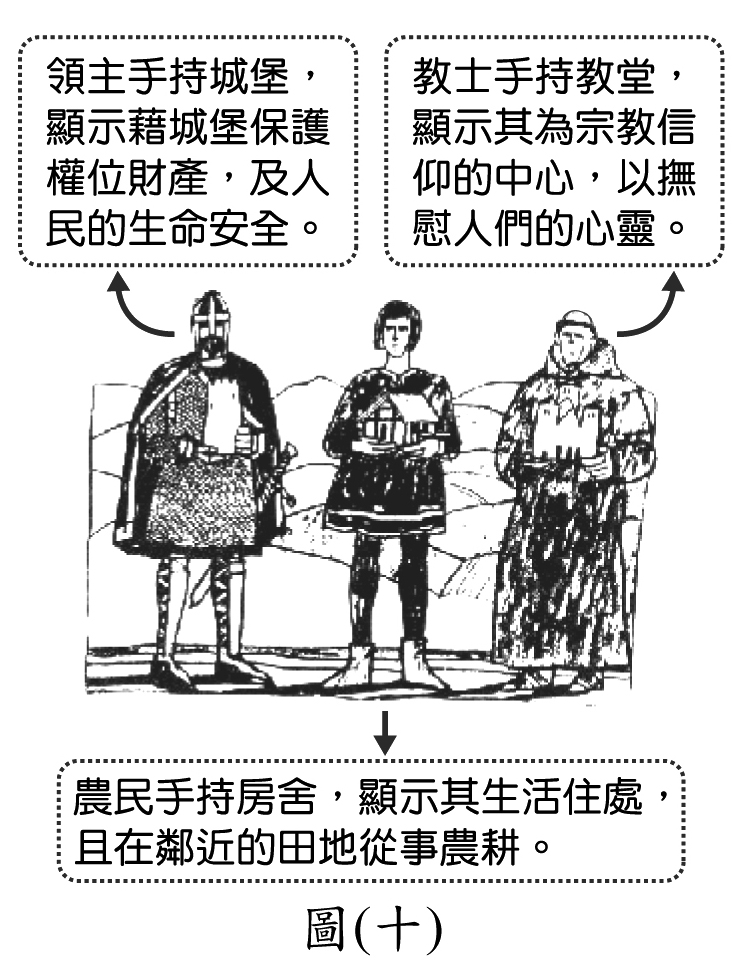 領主手持城堡，
顯示藉城堡保護
權位財產，及人
民的生命安全。
教士手持教堂，
顯示其為宗教信
仰的中心，以撫
慰人們的心靈。
農民手持房舍，顯示其生活住處，
且在鄰近的田地從事農耕。
圖(十)